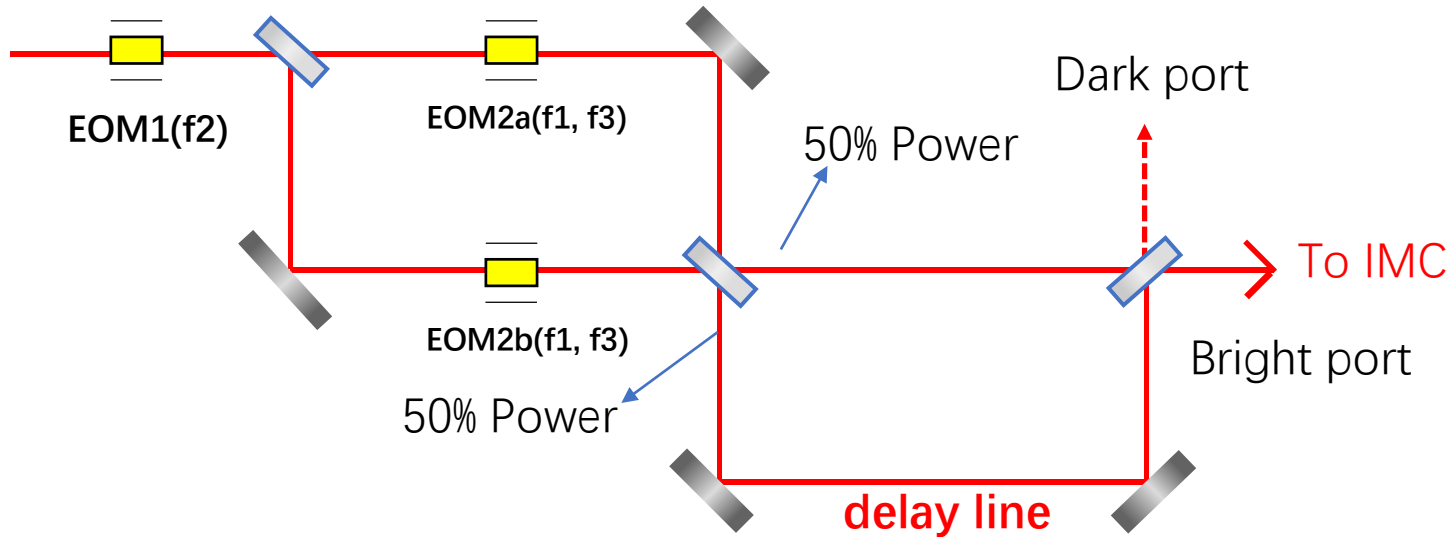 EOM1(f2)
EOM2a(f1, f3)
Dark port
50% Power
To IMC
EOM2b(f1, f3)
Bright port
50% Power
delay line